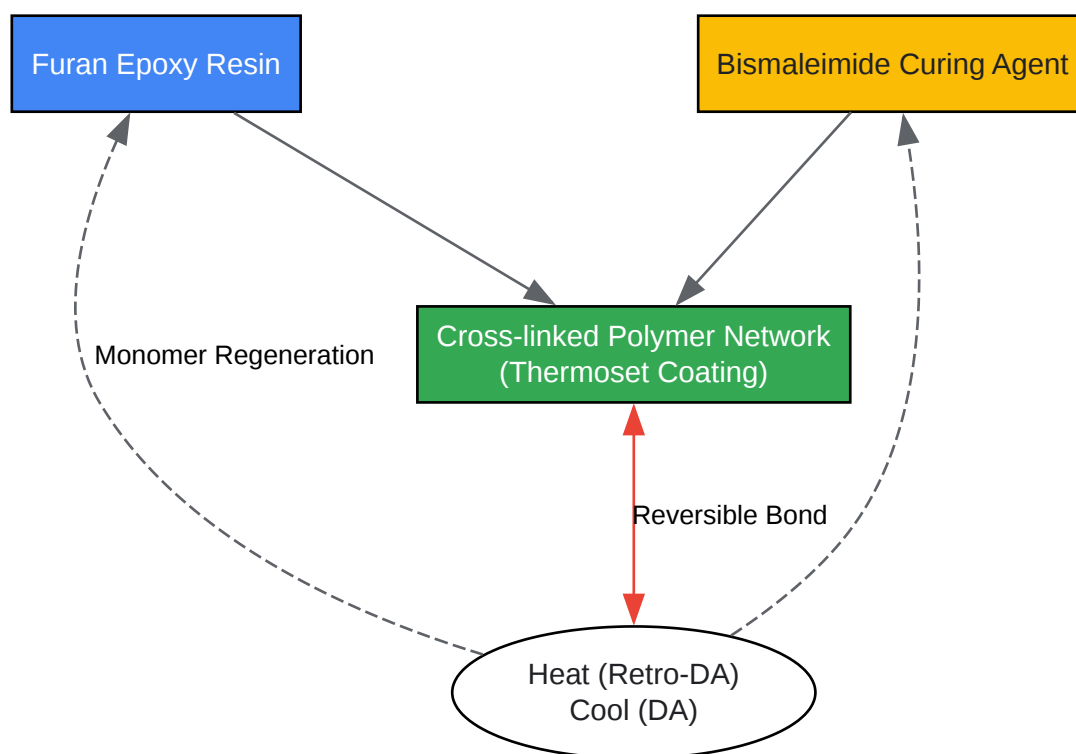 Furan Epoxy Resin
Bismaleimide Curing Agent
Cross-linked Polymer Network
(Thermoset Coating)
Monomer Regeneration
Reversible Bond
Heat (Retro-DA)
Cool (DA)